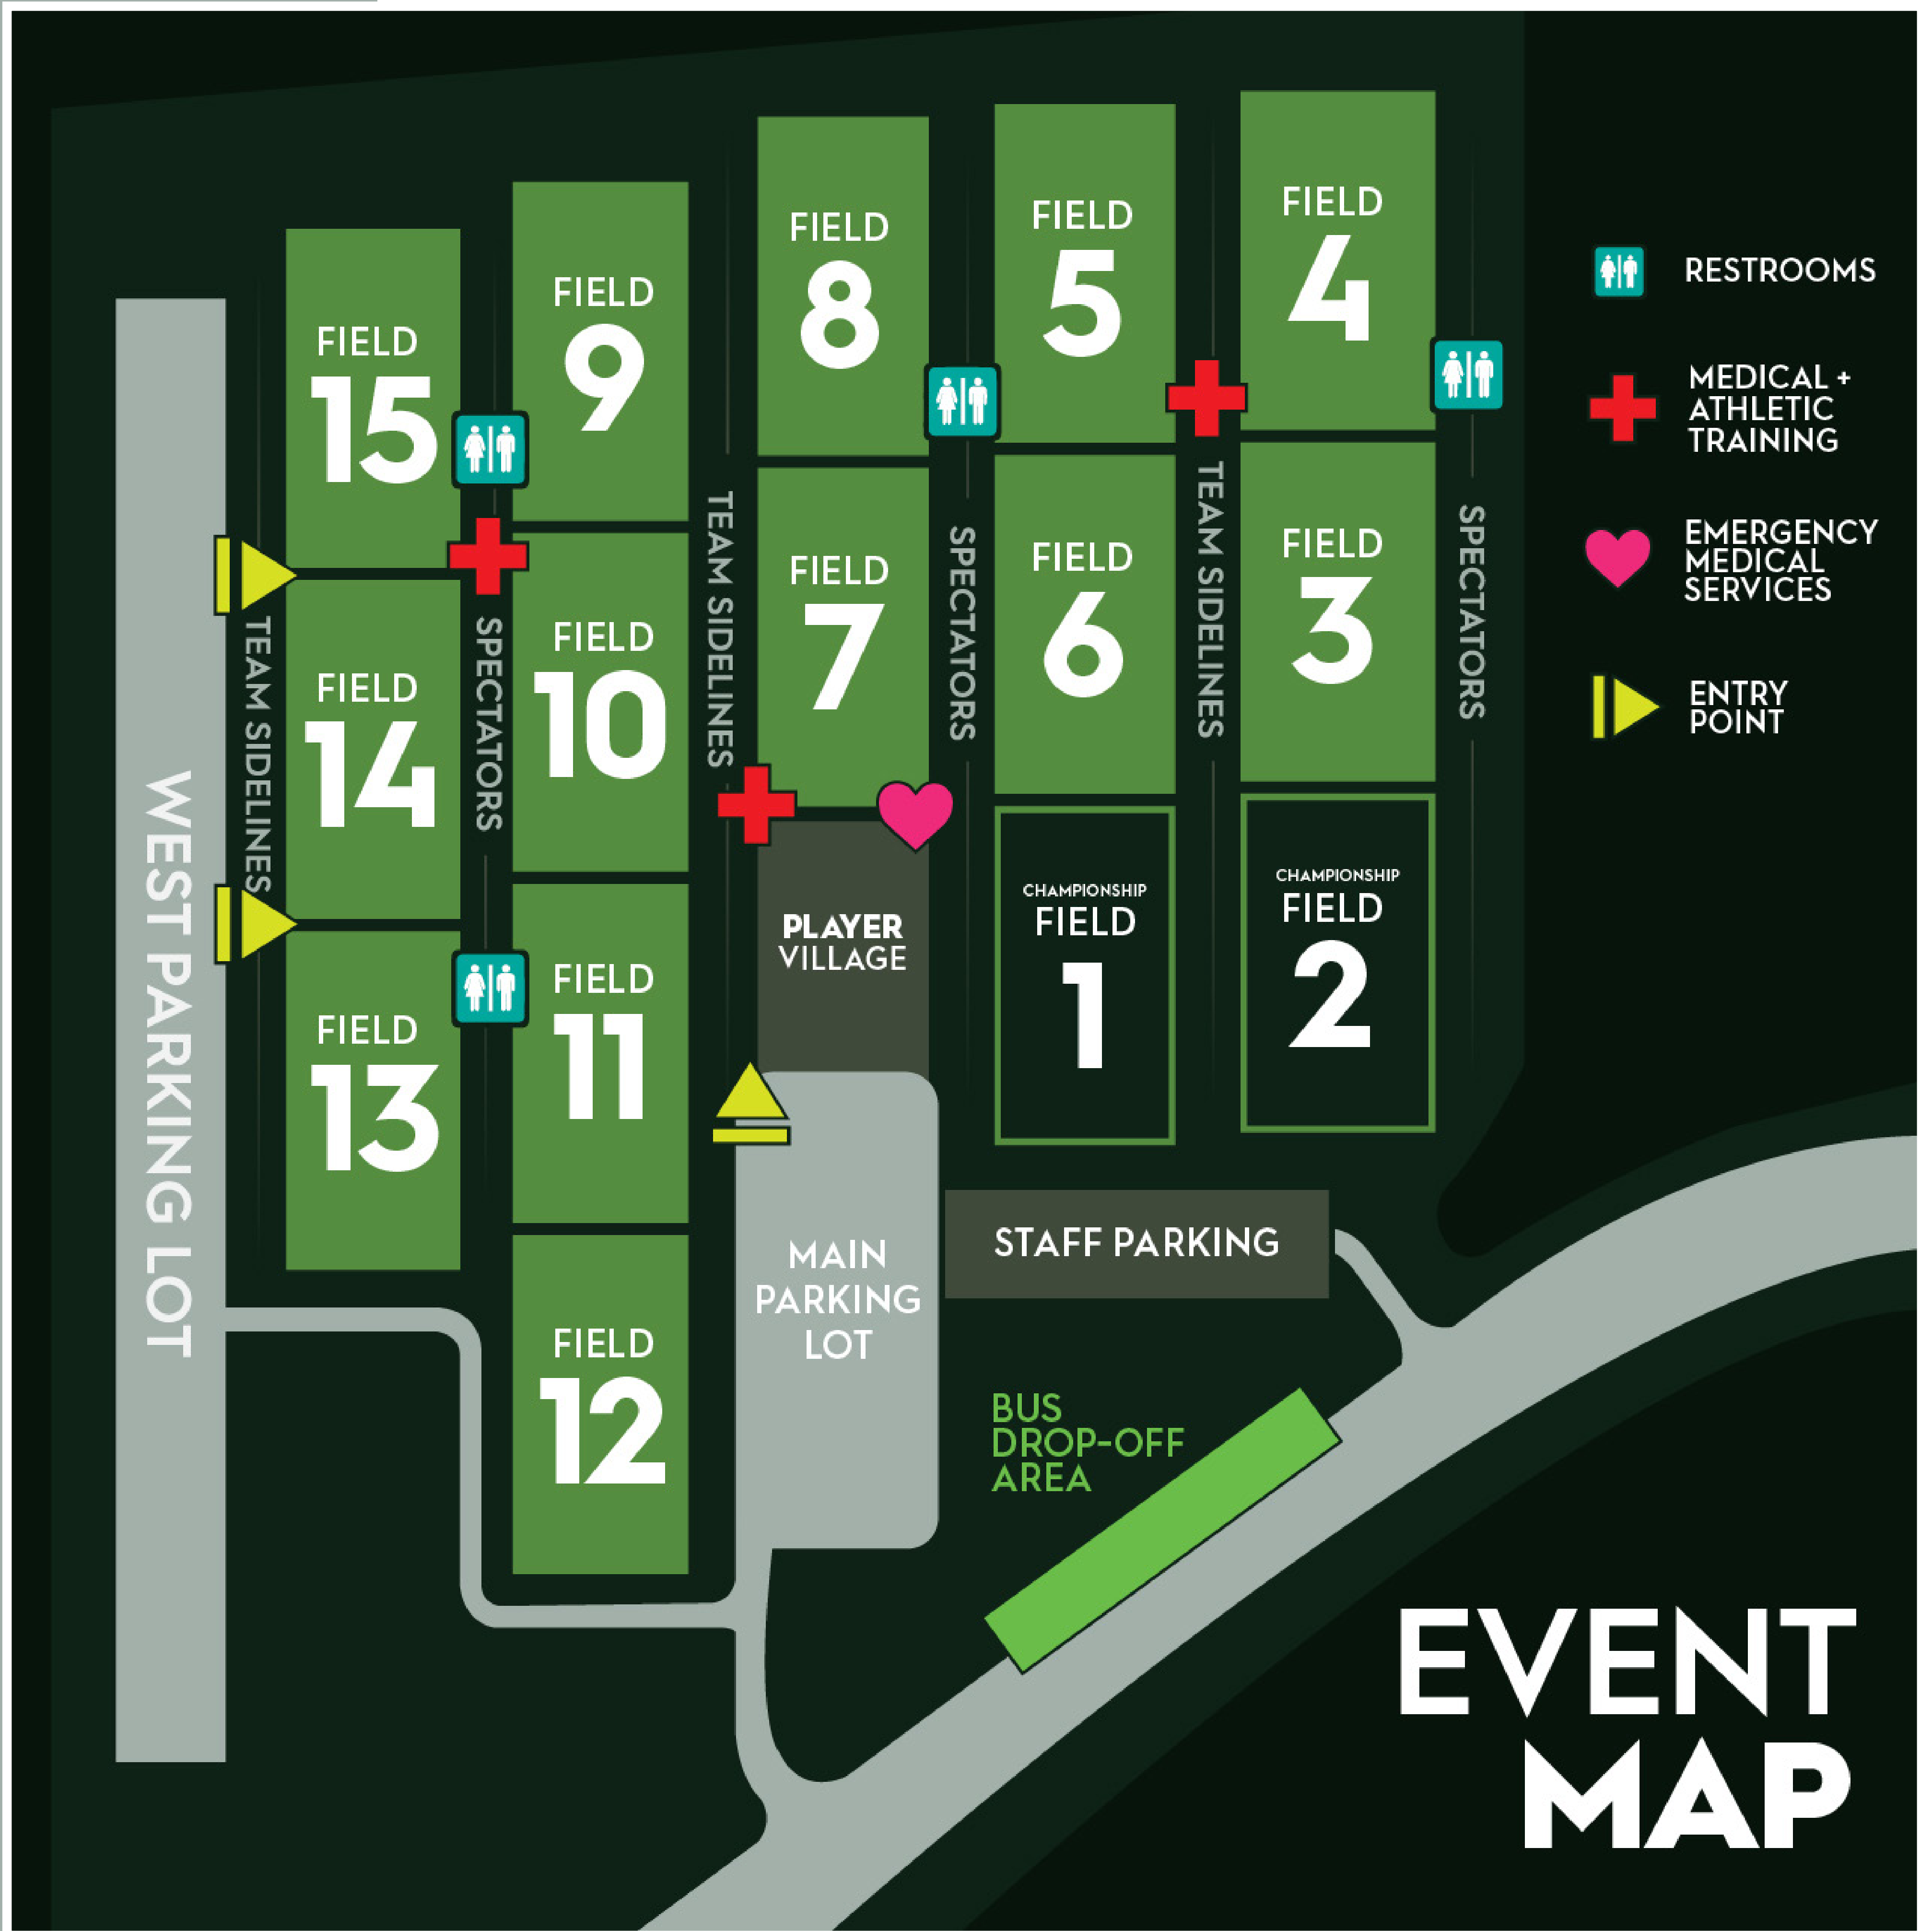 FIELD
15
FIELD
14
FIELD
13
FIELD
9
FIELD
10
FIELD
11
FIELD
12
FIELD
8
FIELD
7
PLAYER
VILLAGE
MAIN
PARKING
LOT
FIELD
5
FIELD
6
CHAMPIONSHIP
FIELD
1
FIELD
4
FIELD
3
CHAMPIONSHIP
FIELD
2
WEST PARKING LOT
TEAM SIDELINES
SPECTATORS
TEAM SIDELINES
SPECTATORS
TEAM SIDELINES
SPECTATORS
STAFF PARKING
BUS
DROP-OFF
AREA
RESTROOMS
MEDICAL +
ATHLETIC
TRAINING
EMERGENCY
MEDICAL
SERVICES
ENTRY
POINT
EVENT
MAP